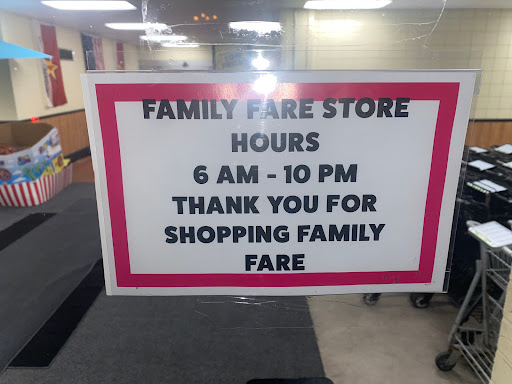 FAMILY FARE STORE
HOURS
6 AM - 10 PM
THANK YOU FOR
SHOPPING FAMILY
FARE